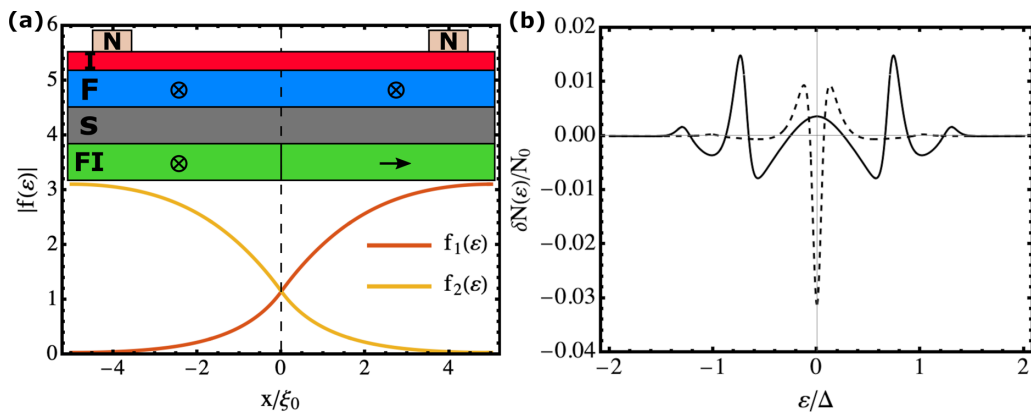 (a)
N N
I
F ⊗ ⊗
S
FI ⊗ →
|f(ε)|
6
5
4
3
2
1
0
f₁(ε)
f₂(ε)
−4 −2 0 2 4
x/ξ₀
(b)
δN(ε)/N₀
0.02
0.01
0.00
−0.01
−0.02
−0.03
−0.04
−2 −1 0 1 2
ε/Δ